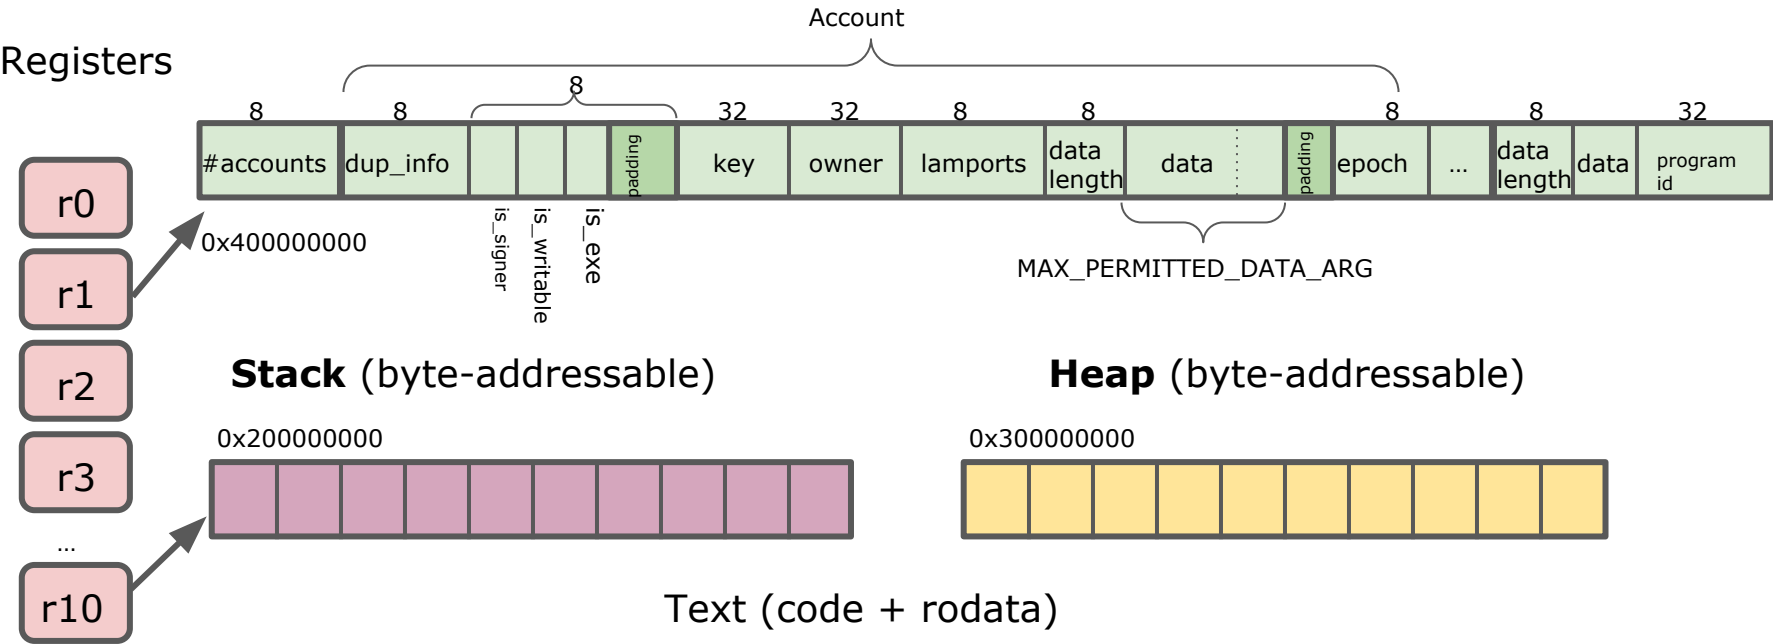 Account
Registers
8
8
8
8
32
32
8
8
8
8
32
#accounts
dup_info
padding
key
owner
lamports
data
length
data
padding
epoch
...
data
length
data
program
id
is_signer
is_writable
is_exe
0x400000000
MAX_PERMITTED_DATA_ARG
r0
r1
r2
r3
...
r10
Stack (byte-addressable)
0x200000000
Heap (byte-addressable)
0x300000000
Text (code + rodata)